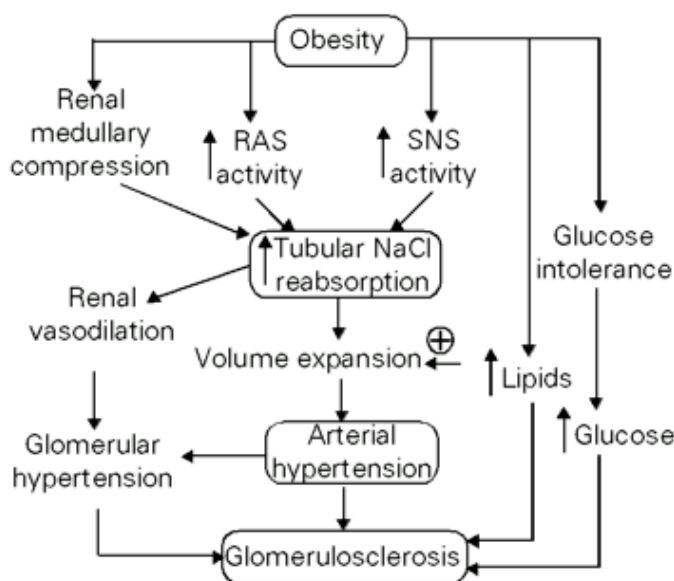 Obesity
Renal
medullary
compression
RAS
activity
SNS
activity
Tubular NaCl
reabsorption
Glucose
intolerance
Renal
vasodilation
Volume expansion
Lipids
Glucose
Arterial
hypertension
Glomerular
hypertension
Glomerulosclerosis